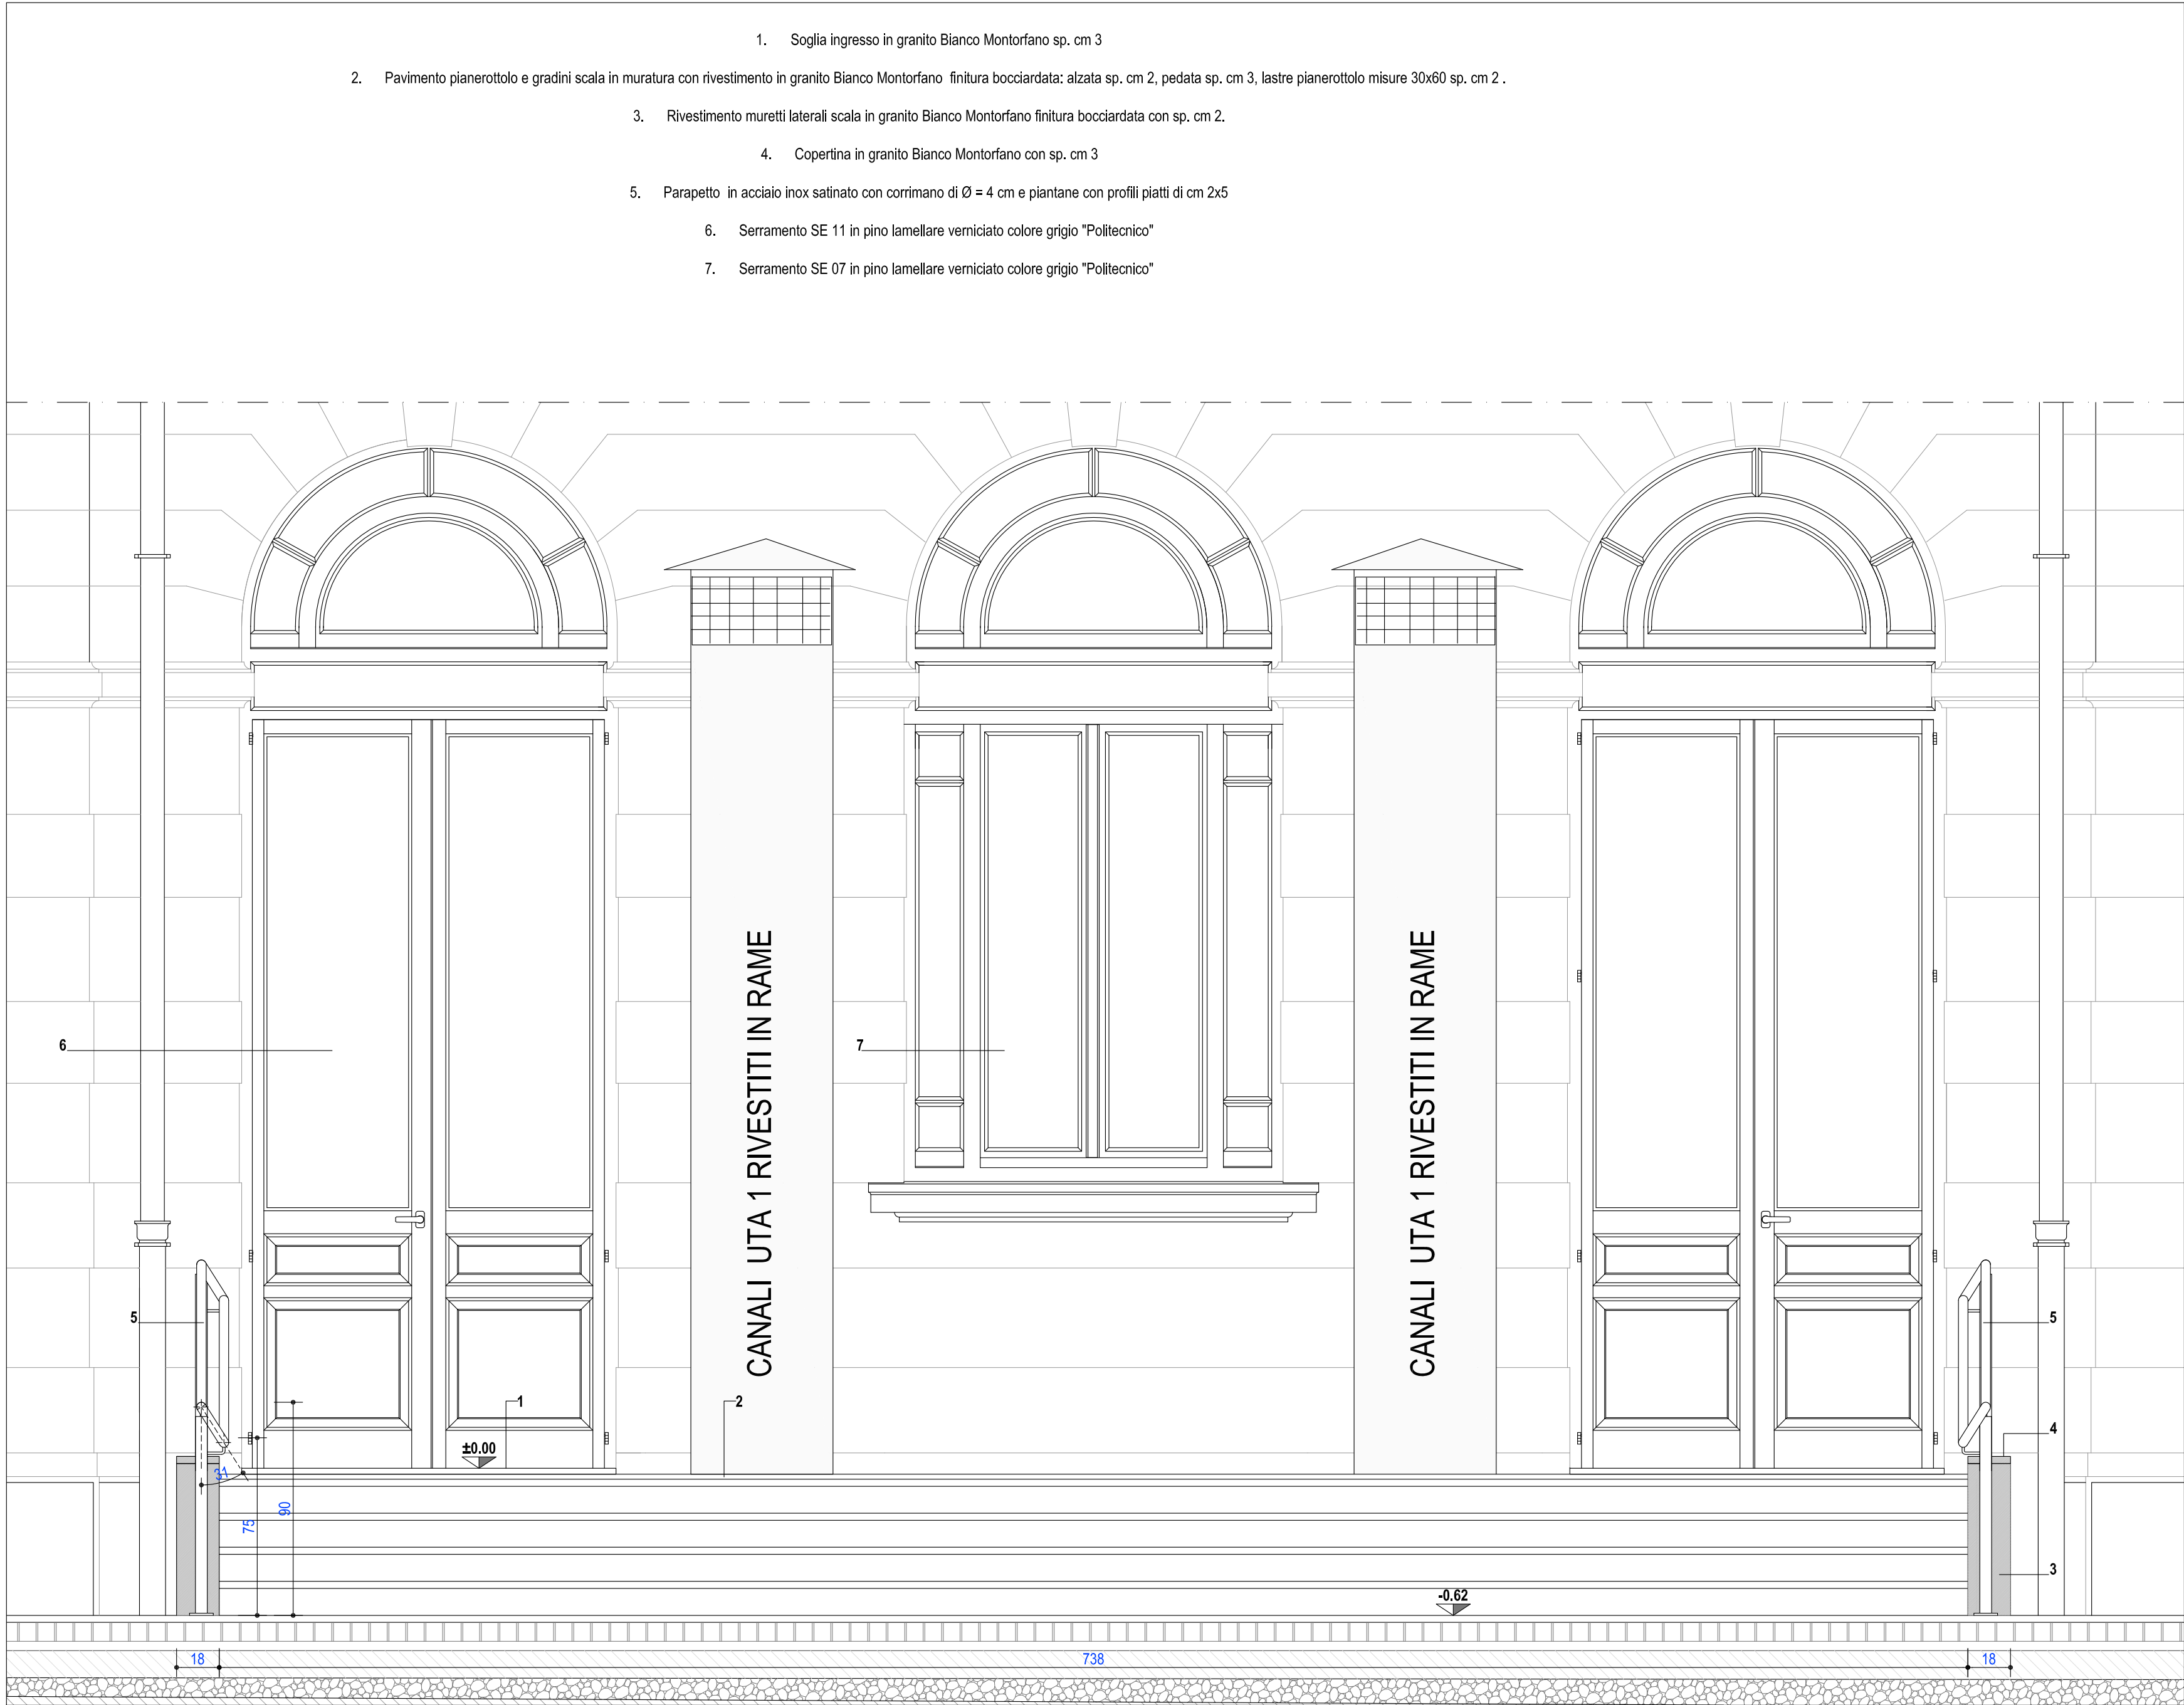 1. Soglia ingresso in granito Bianco Montorfano sp. cm 3
2. Pavimento pianerottolo e gradini scala in muratura con rivestimento in granito Bianco Montorfano finitura bocciardata: alzata sp. cm 2, pedata sp. cm 3, lastre pianerottolo misure 30x60 sp. cm 2 .
3. Rivestimento muretti laterali scala in granito Bianco Montorfano finitura bocciardata con sp. cm 2.
4. Copertina in granito Bianco Montorfano con sp. cm 3
5. Parapetto in acciaio inox satinato con corrimano di Ø = 4 cm e piantane con profili piatti di cm 2x5
6. Serramento SE 11 in pino lamellare verniciato colore grigio "Politecnico"
7. Serramento SE 07 in pino lamellare verniciato colore grigio "Politecnico"
CANALI UTA 1 RIVESTITI IN RAME
CANALI UTA 1 RIVESTITI IN RAME
6
7
5
5
1
2
4
±0.00
31
90
75
3
-0.62
18
738
18